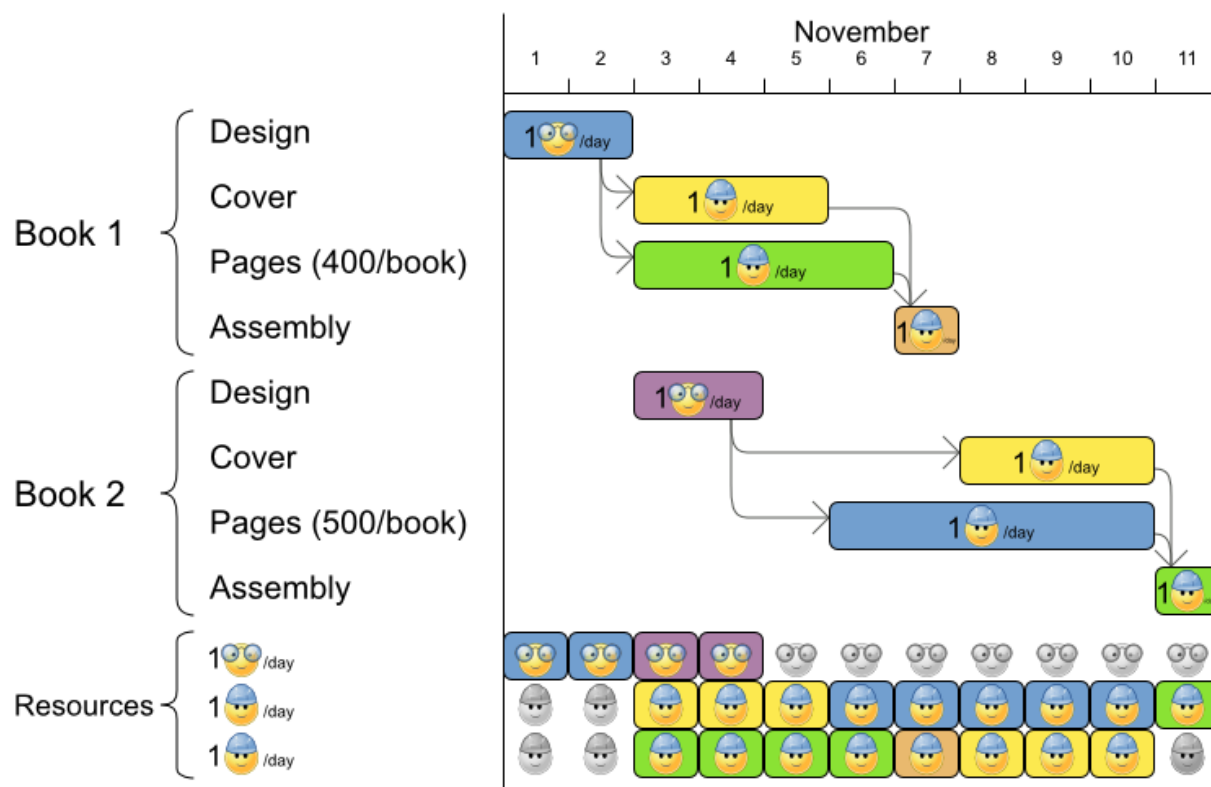 November
1 2 3 4 5 6 7 8 9 10 11
Book 1
Design
1 /day
Cover
1 /day
Pages (400/book)
1 /day
Assembly
1 /day
Book 2
Design
1 /day
Cover
1 /day
Pages (500/book)
1 /day
Assembly
1
Resources
1 /day
1 /day
1 /day